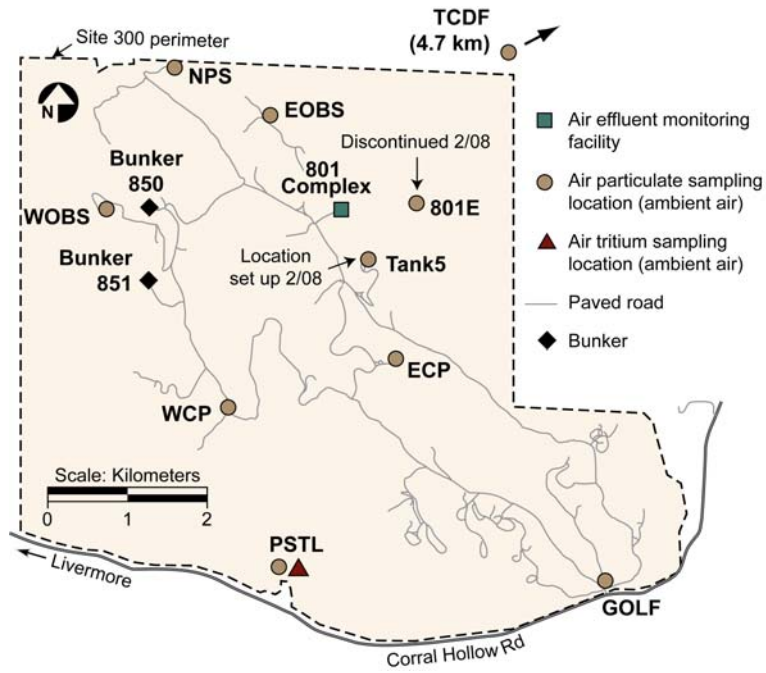 TCDF
(4.7 km)
Site 300 perimeter
NPS
N
EOBS
Discontinued 2/08
Bunker
850
801
Complex
801E
WOBS
Bunker
851
Location
set up 2/08
Tank5
ECP
WCP
Scale: Kilometers
0 1 2
PSTL
Livermore
GOLF
Corral Hollow Rd
Air effluent monitoring
facility
Air particulate sampling
location (ambient air)
Air tritium sampling
location (ambient air)
Paved road
Bunker